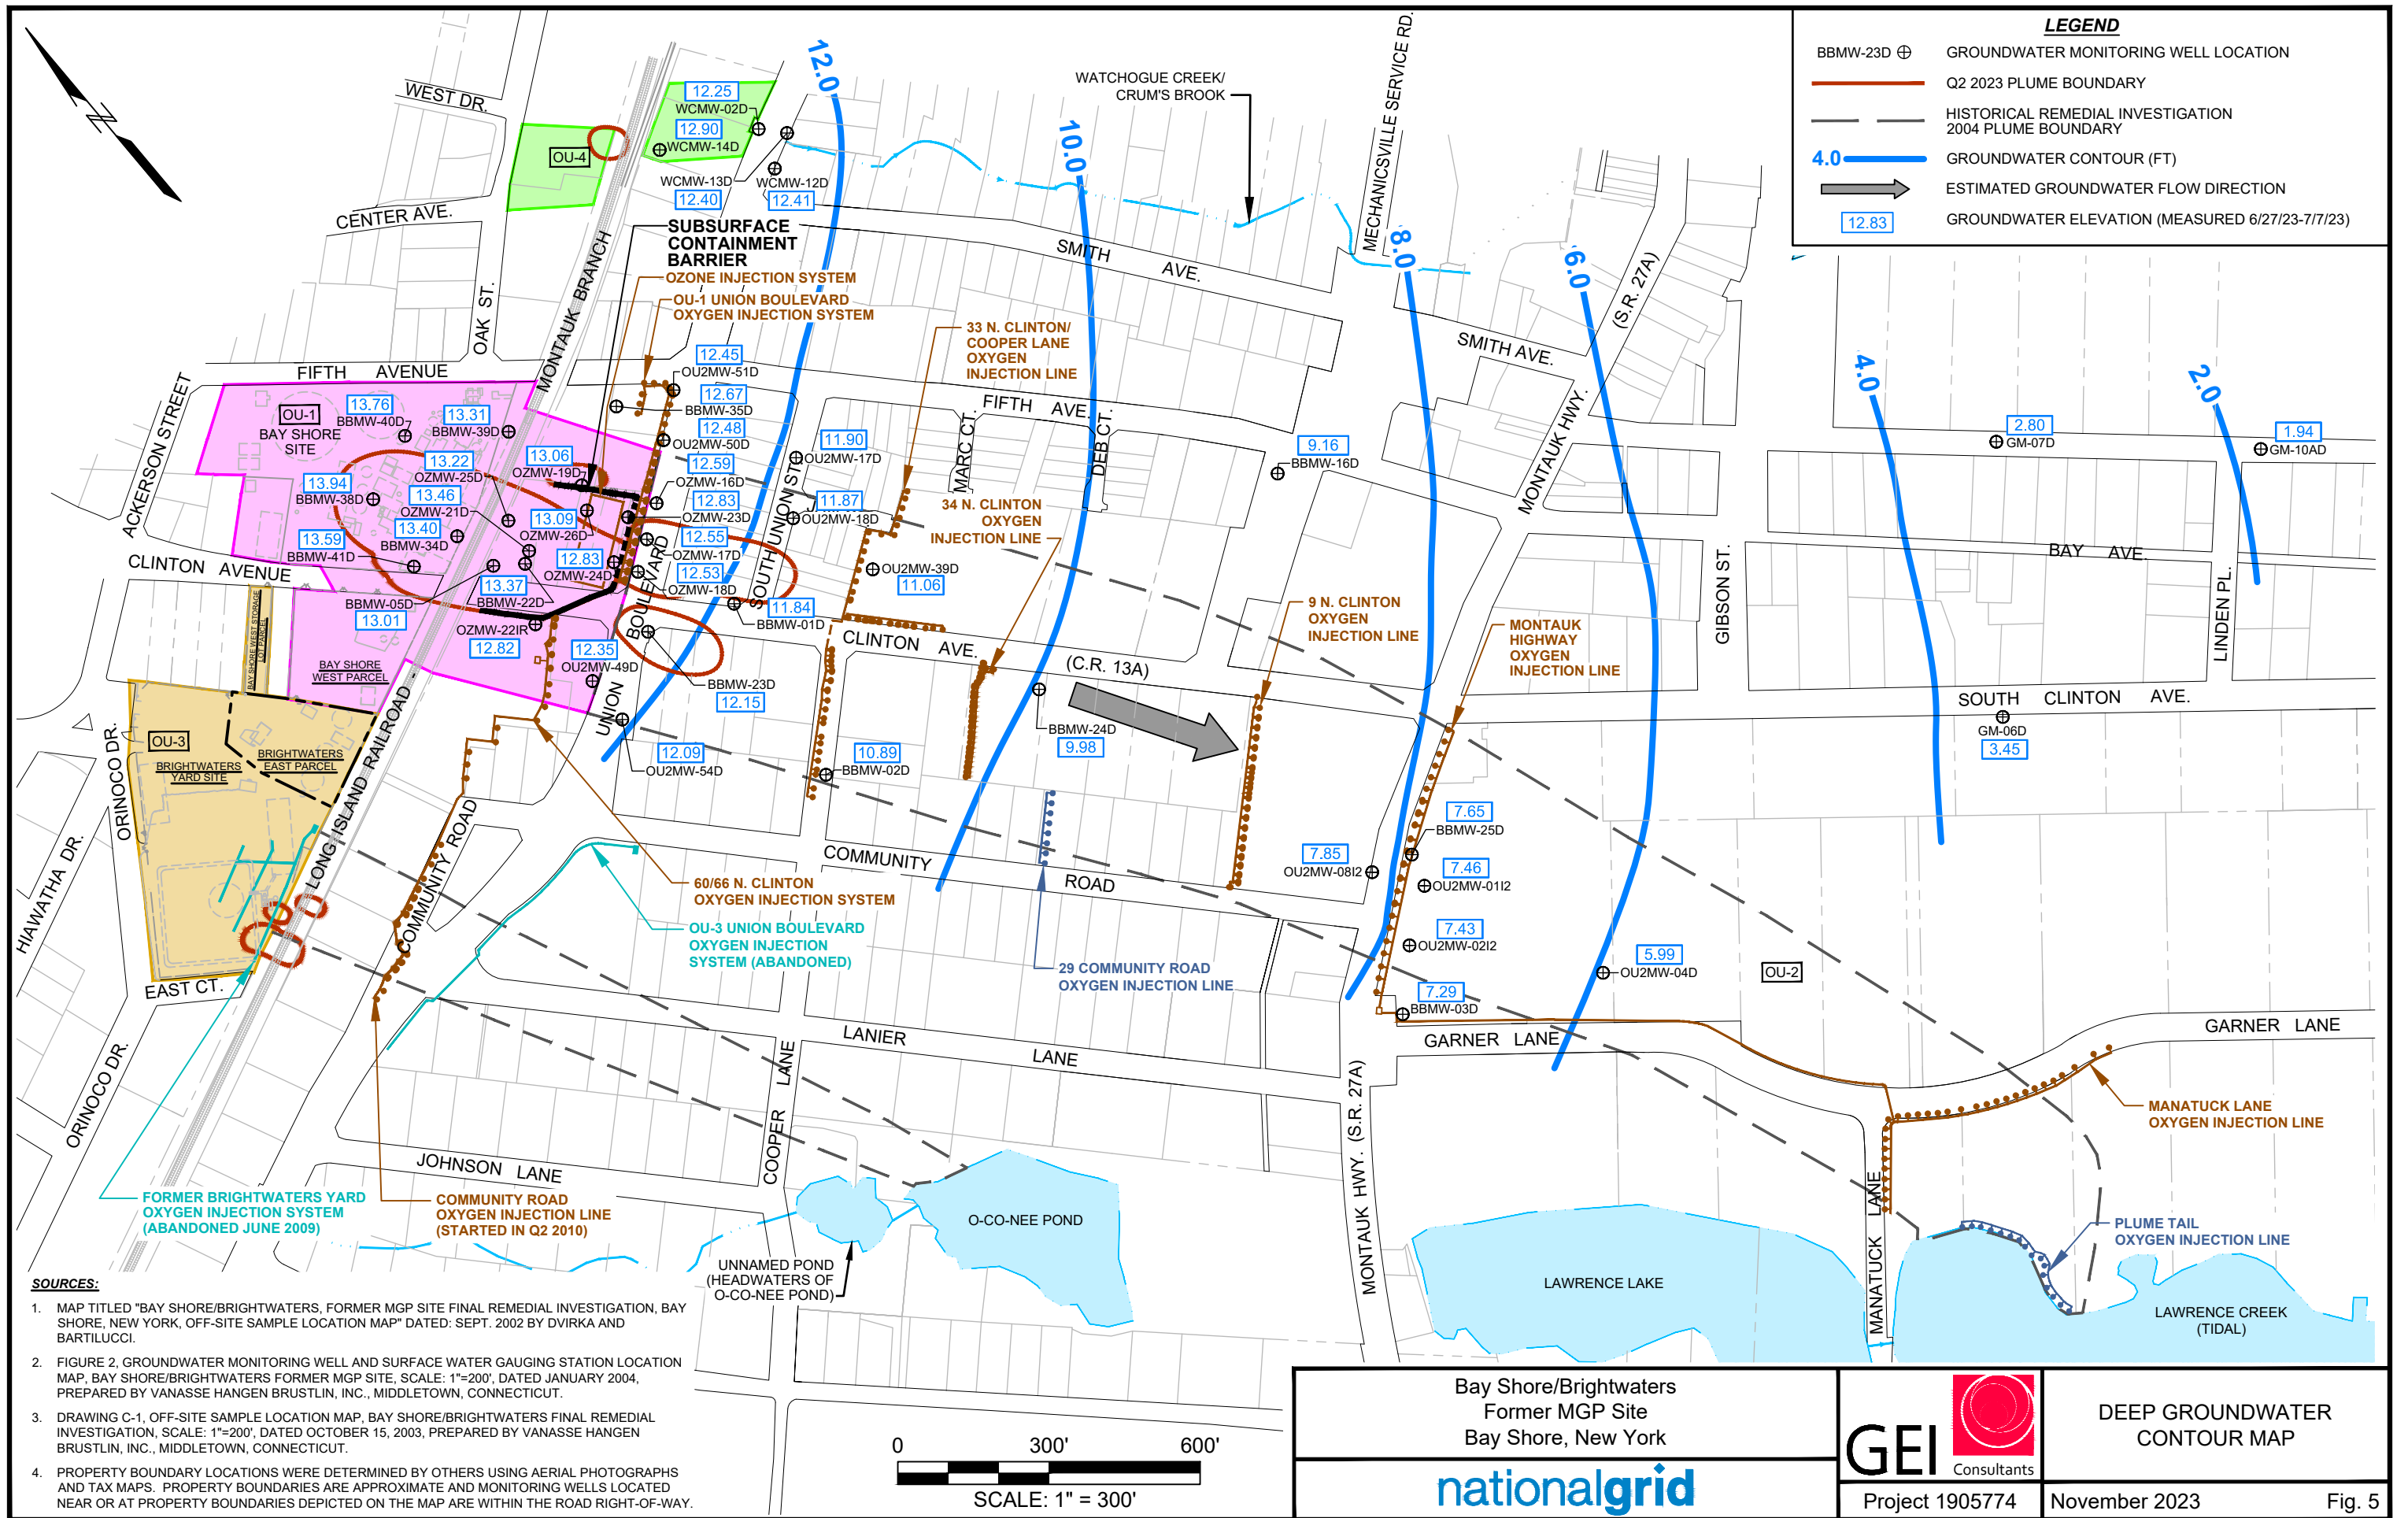 LEGEND
BBMW-23D
GROUNDWATER MONITORING WELL LOCATION
Q2 2023 PLUME BOUNDARY
HISTORICAL REMEDIAL INVESTIGATION
2004 PLUME BOUNDARY
4.0
GROUNDWATER CONTOUR (FT)
ESTIMATED GROUNDWATER FLOW DIRECTION
12.83
GROUNDWATER ELEVATION (MEASURED 6/27/23-7/7/23)
N
WEST DR.
OU-4
CENTER AVE.
OAK ST.
MONTAUK BRANCH
12.25
WCMW-02D
12.90
WCMW-14D
WCMW-13D
12.40
WCMW-12D
12.41
12.0
10.0
8.0
6.0
4.0
2.0
WATCHOGUE CREEK/
CRUM'S BROOK
MECHANICSVILLE SERVICE RD.
SMITH AVE.
SMITH AVE.
(S.R. 27A)
MONTAUK HWY.
SUBSURFACE
CONTAINMENT
BARRIER
OZONE INJECTION SYSTEM
OU-1 UNION BOULEVARD
OXYGEN INJECTION SYSTEM
33 N. CLINTON/
COOPER LANE
OXYGEN
INJECTION LINE
FIFTH AVENUE
ACKERSON STREET
OU-1
BAY SHORE
SITE
13.76
BBMW-40D
13.31
BBMW-39D
13.22
OZMW-25D
13.06
OZMW-19D
13.94
BBMW-38D
13.46
OZMW-21D
13.40
BBMW-34D
13.59
BBMW-41D
13.09
OZMW-26D
12.83
OZMW-24D
13.37
BBMW-22D
BBMW-05D
13.01
OZMW-22IR
12.82
12.35
OU2MW-49D
12.45
OU2MW-51D
12.67
BBMW-35D
12.48
OU2MW-50D
12.59
OZMW-16D
12.83
OZMW-23D
12.55
OZMW-17D
12.53
OZMW-18D
11.84
BBMW-01D
11.90
OU2MW-17D
11.87
OU2MW-18D
OU2MW-39D
11.06
BBMW-23D
12.15
12.09
OU2MW-54D
10.89
BBMW-02D
BBMW-24D
9.98
9.16
BBMW-16D
FIFTH AVE.
MARC CT.
DEB CT.
SOUTH UNION ST.
UNION BOULEVARD
34 N. CLINTON
OXYGEN
INJECTION LINE
CLINTON AVENUE
CLINTON AVE.
(C.R. 13A)
9 N. CLINTON
OXYGEN
INJECTION LINE
MONTAUK
HIGHWAY
OXYGEN
INJECTION LINE
GIBSON ST.
BAY AVE.
LINDEN PL.
SOUTH CLINTON AVE.
2.80
GM-07D
1.94
GM-10AD
GM-06D
3.45
BAY SHORE WEST STORAGE
LOT PARCEL
BAY SHORE
WEST PARCEL
OU-3
BRIGHTWATERS
YARD SITE
BRIGHTWATERS
EAST PARCEL
ORINOCO DR.
HIAWATHA DR.
EAST CT.
ORINOCO DR.
LONG ISLAND RAILROAD
COMMUNITY ROAD
COMMUNITY ROAD
60/66 N. CLINTON
OXYGEN INJECTION SYSTEM
OU-3 UNION BOULEVARD
OXYGEN INJECTION
SYSTEM (ABANDONED)
29 COMMUNITY ROAD
OXYGEN INJECTION LINE
7.65
BBMW-25D
7.85
OU2MW-08I2
7.46
OU2MW-01I2
7.43
OU2MW-02I2
7.29
BBMW-03D
5.99
OU2MW-04D
OU-2
GARNER LANE
GARNER LANE
LANIER LANE
COOPER LANE
JOHNSON LANE
MONTAUK HWY. (S.R. 27A)
MANATUCK LANE
MANATUCK LANE
OXYGEN INJECTION LINE
PLUME TAIL
OXYGEN INJECTION LINE
FORMER BRIGHTWATERS YARD
OXYGEN INJECTION SYSTEM
(ABANDONED JUNE 2009)
COMMUNITY ROAD
OXYGEN INJECTION LINE
(STARTED IN Q2 2010)
UNNAMED POND
(HEADWATERS OF
O-CO-NEE POND)
O-CO-NEE POND
LAWRENCE LAKE
LAWRENCE CREEK
(TIDAL)
SOURCES:
1. MAP TITLED "BAY SHORE/BRIGHTWATERS, FORMER MGP SITE FINAL REMEDIAL INVESTIGATION, BAY
SHORE, NEW YORK, OFF-SITE SAMPLE LOCATION MAP" DATED: SEPT. 2002 BY DVIRKA AND
BARTILUCCI.
2. FIGURE 2, GROUNDWATER MONITORING WELL AND SURFACE WATER GAUGING STATION LOCATION
MAP, BAY SHORE/BRIGHTWATERS FORMER MGP SITE, SCALE: 1"=200', DATED JANUARY 2004,
PREPARED BY VANASSE HANGEN BRUSTLIN, INC., MIDDLETOWN, CONNECTICUT.
3. DRAWING C-1, OFF-SITE SAMPLE LOCATION MAP, BAY SHORE/BRIGHTWATERS FINAL REMEDIAL
INVESTIGATION, SCALE: 1"=200', DATED OCTOBER 15, 2003, PREPARED BY VANASSE HANGEN
BRUSTLIN, INC., MIDDLETOWN, CONNECTICUT.
4. PROPERTY BOUNDARY LOCATIONS WERE DETERMINED BY OTHERS USING AERIAL PHOTOGRAPHS
AND TAX MAPS. PROPERTY BOUNDARIES ARE APPROXIMATE AND MONITORING WELLS LOCATED
NEAR OR AT PROPERTY BOUNDARIES DEPICTED ON THE MAP ARE WITHIN THE ROAD RIGHT-OF-WAY.
0 300' 600'
SCALE: 1" = 300'
Bay Shore/Brightwaters
Former MGP Site
Bay Shore, New York
nationalgrid
GEI Consultants
DEEP GROUNDWATER
CONTOUR MAP
Project 1905774
November 2023
Fig. 5